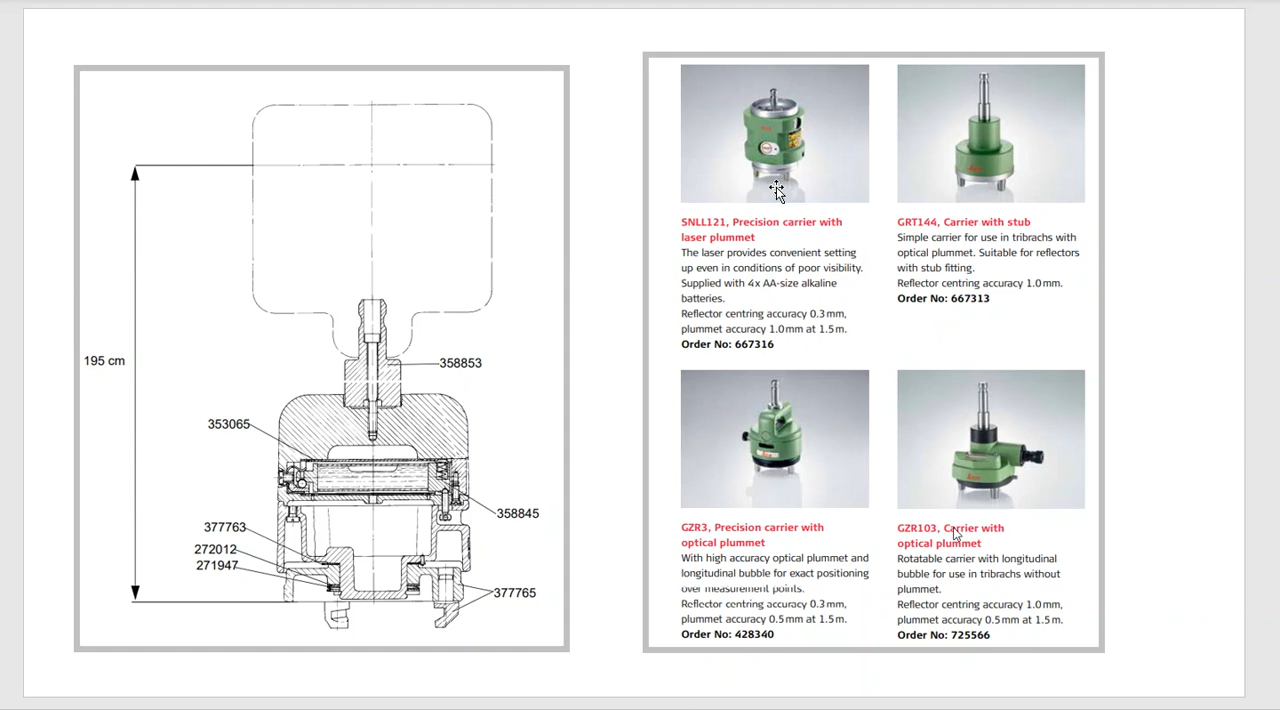 195 cm
358853
353065
358845
377763
272012
271947
377765
SNLL121, Precision carrier with
laser plummet
The laser provides convenient setting
up even in conditions of poor visibility.
Supplied with 4x AA-size alkaline
batteries.
Reflector centring accuracy 0.3 mm,
plummet accuracy 1.0 mm at 1.5 m.
Order No: 667316
GRT144, Carrier with stub
Simple carrier for use in tribrachs with
optical plummet. Suitable for reflectors
with stub fitting.
Reflector centring accuracy 1.0 mm.
Order No: 667313
GZR3, Precision carrier with
optical plummet
With high accuracy optical plummet and
longitudinal bubble for exact positioning
over measurement points.
Reflector centring accuracy 0.3 mm,
plummet accuracy 0.5 mm at 1.5 m.
Order No: 428340
GZR103, Carrier with
optical plummet
Rotatable carrier with longitudinal
bubble for use in tribrachs without
plummet.
Reflector centring accuracy 1.0 mm,
plummet accuracy 0.5 mm at 1.5 m.
Order No: 725566